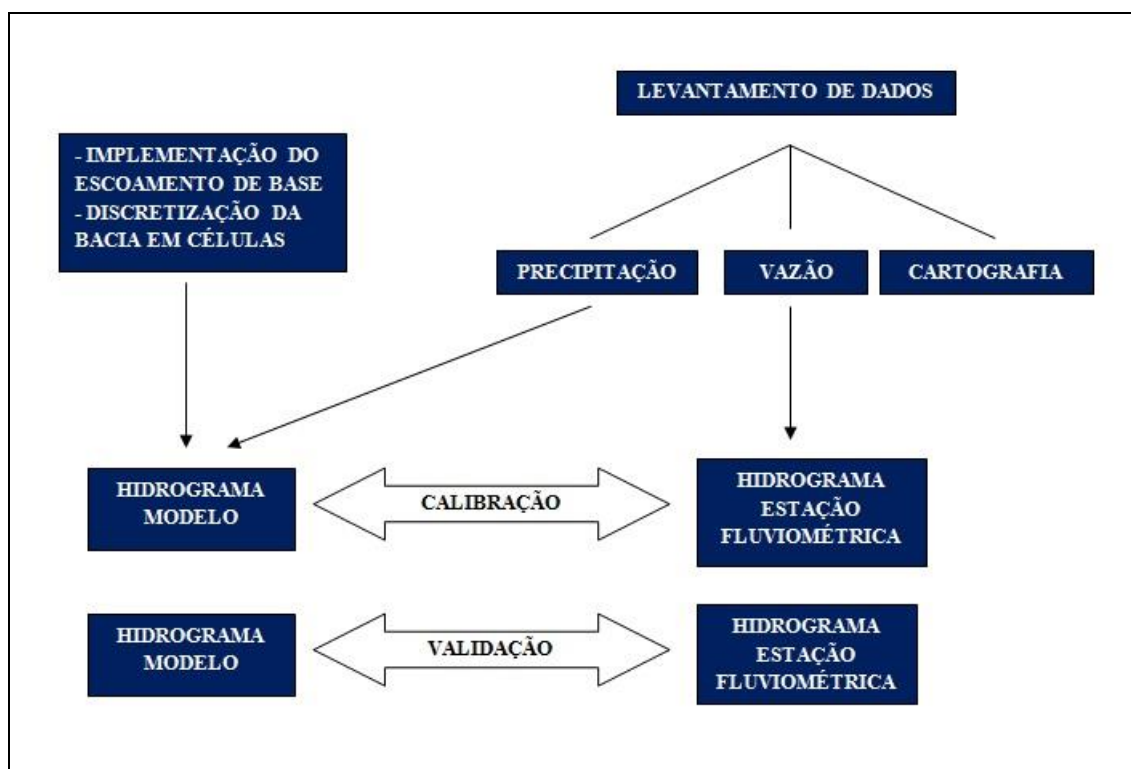 LEVANTAMENTO DE DADOS
- IMPLEMENTAÇÃO DO
ESCOAMENTO DE BASE
- DISCRETIZAÇÃO DA
BACIA EM CÉLULAS
PRECIPITAÇÃO
VAZÃO
CARTOGRAFIA
HIDROGRAMA
MODELO
CALIBRAÇÃO
HIDROGRAMA
ESTAÇÃO
FLUVIOMÉTRICA
HIDROGRAMA
MODELO
VALIDAÇÃO
HIDROGRAMA
ESTAÇÃO
FLUVIOMÉTRICA